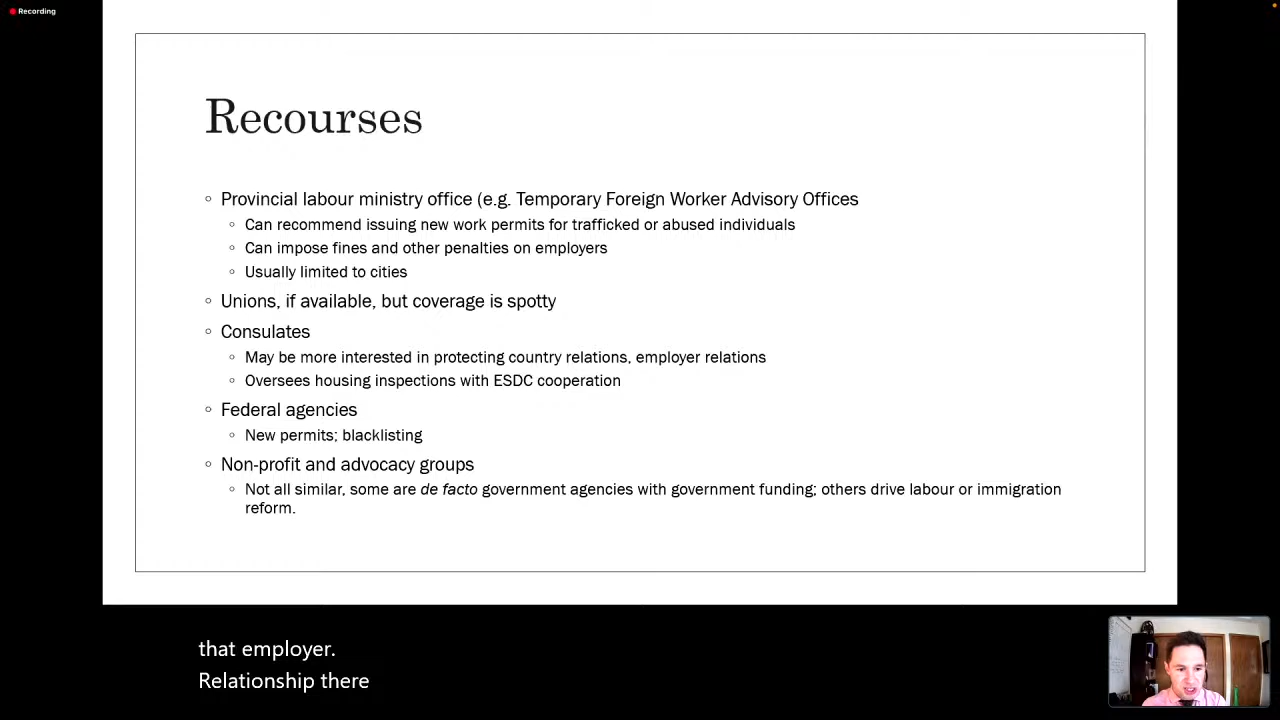 Recording
Recourses
Provincial labour ministry office (e.g. Temporary Foreign Worker Advisory Offices
Can recommend issuing new work permits for trafficked or abused individuals
Can impose fines and other penalties on employers
Usually limited to cities
Unions, if available, but coverage is spotty
Consulates
May be more interested in protecting country relations, employer relations
Oversees housing inspections with ESDC cooperation
Federal agencies
New permits; blacklisting
Non-profit and advocacy groups
Not all similar, some are de facto government agencies with government funding; others drive labour or immigration
reform.
that employer.
Relationship there